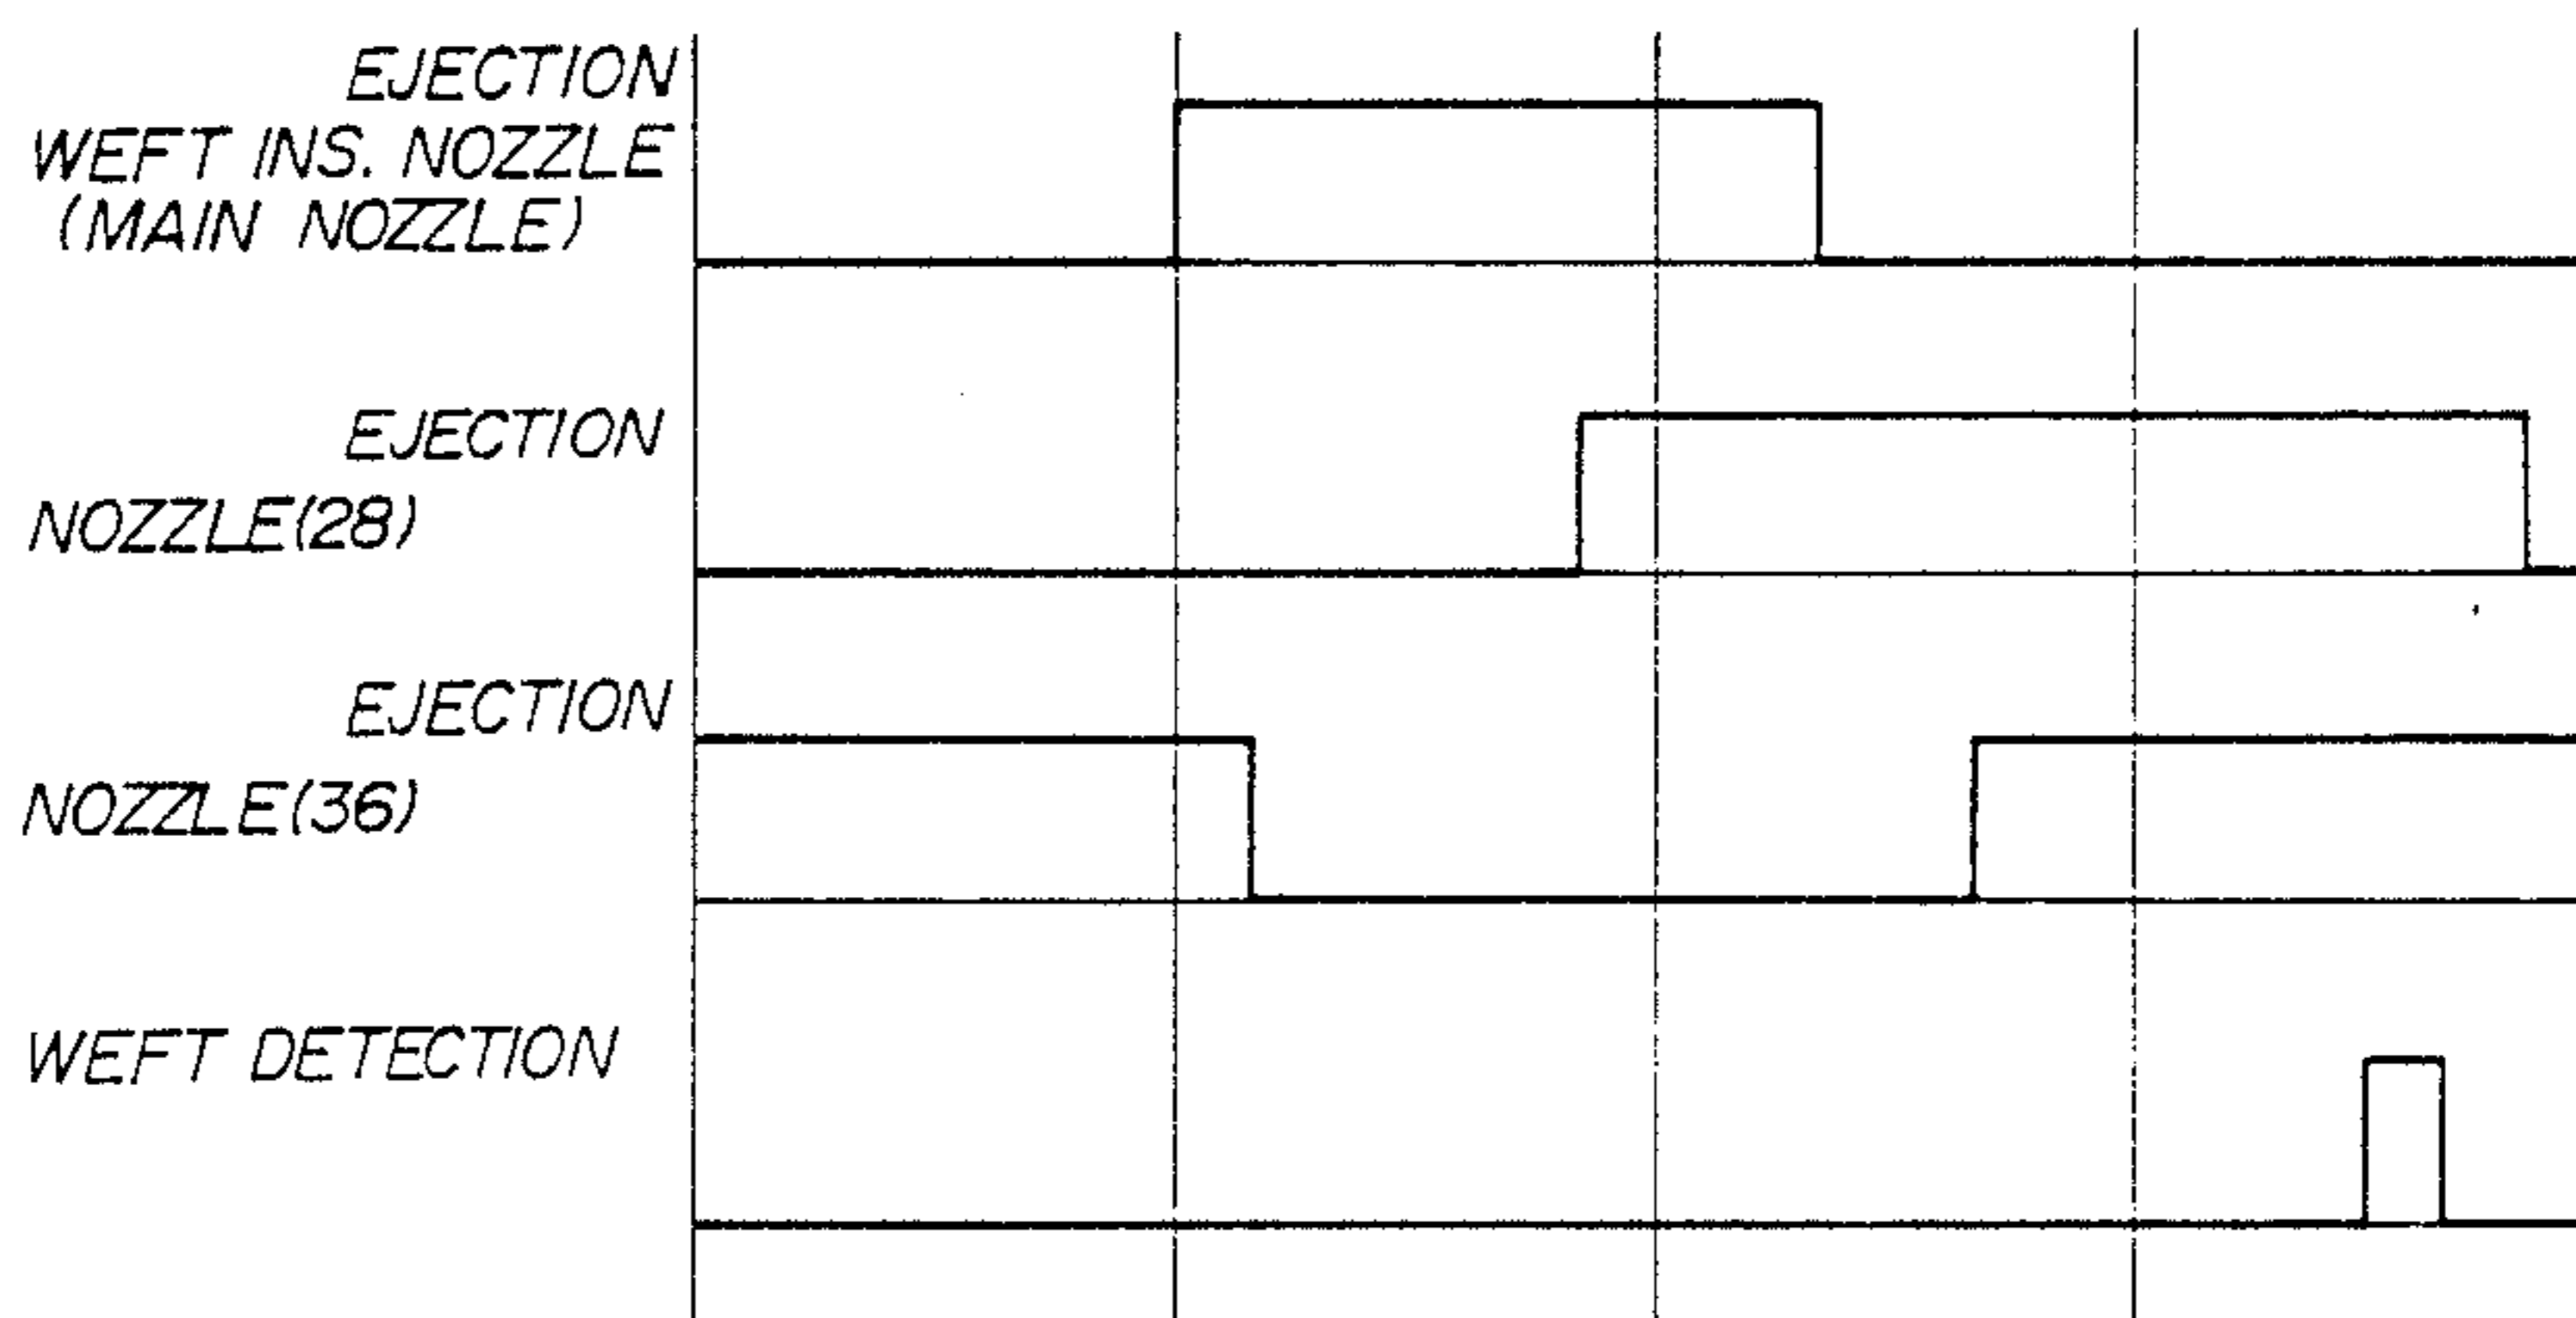 EJECTION
WEFT INS. NOZZLE
(MAIN NOZZLE)
EJECTION
NOZZLE(28)
EJECTION
NOZZLE(36)
WEFT DETECTION